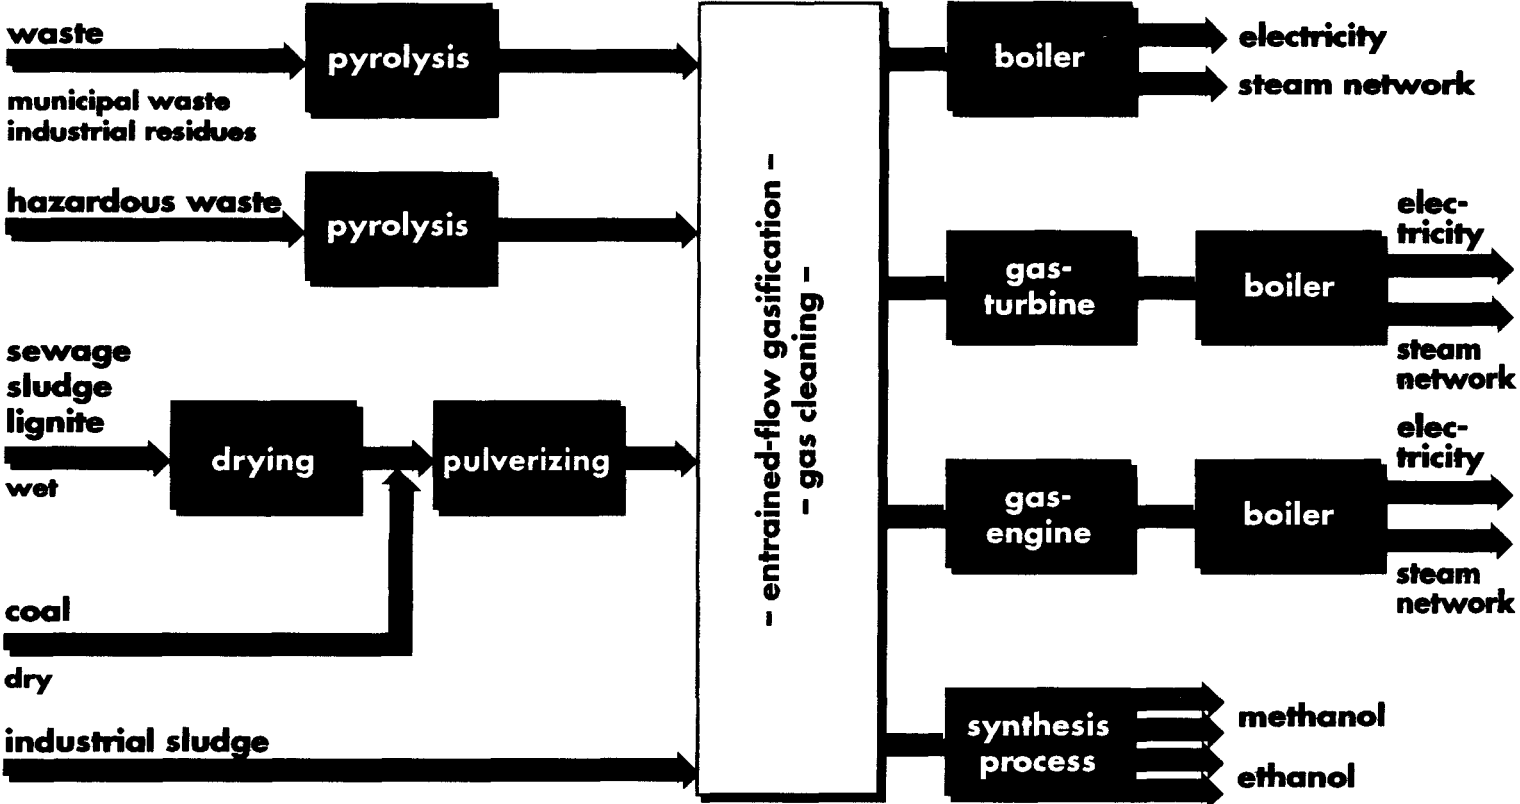 waste
municipal waste
industrial residues
pyrolysis
hazardous waste
pyrolysis
sewage
sludge
lignite
wet
drying
pulverizing
coal
dry
industrial sludge
– entrained-flow gasification –
– gas cleaning –
boiler
electricity
steam network
gas-
turbine
boiler
elec-
tricity
steam
network
gas-
engine
boiler
elec-
tricity
steam
network
synthesis
process
methanol
ethanol